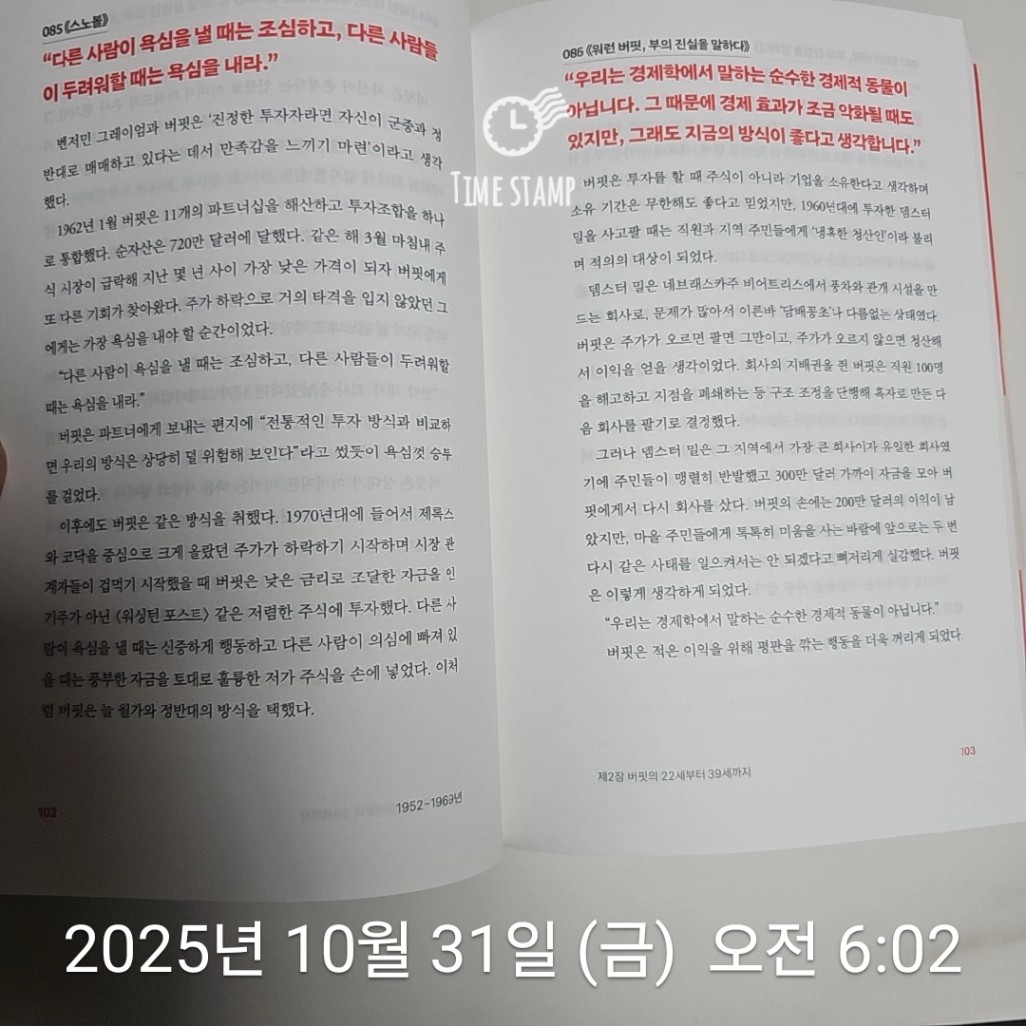 085 《스노볼》
“다른 사람이 욕심을 낼 때는 조심하고, 다른 사람들
이 두려워할 때는 욕심을 내라.”
벤저민 그레이엄과 버핏은 ‘진정한 투자자라면 자신이 군중과 정
반대로 매매하고 있다는 데서 만족감을 느끼기 마련’이라고 생각
했다.
1962년 1월 버핏은 11개의 파트너십을 해산하고 투자조합을 하나
로 통합했다. 순자산은 720만 달러에 달했다. 같은 해 3월 마침내 주
식 시장이 급락해 지난 몇 년 사이 가장 낮은 가격이 되자 버핏에게
또 다른 기회가 찾아왔다. 주가 하락으로 거의 타격을 입지 않았던 그
에게는 가장 욕심을 내야 할 순간이었다.
“다른 사람이 욕심을 낼 때는 조심하고, 다른 사람들이 두려워할
때는 욕심을 내라.”
버핏은 파트너에게 보내는 편지에 “전통적인 투자 방식과 비교하
면 우리의 방식은 상당히 덜 위험해 보인다”라고 썼듯이 욕심껏 승부
를 걸었다.
이후에도 버핏은 같은 방식을 취했다. 1970년대에 들어서 제록스
와 코닥을 중심으로 크게 올랐던 주가가 하락하기 시작하며 시장 관
계자들이 겁먹기 시작했을 때 버핏은 낮은 금리로 조달한 자금을 인
기주가 아닌 〈워싱턴 포스트〉 같은 저렴한 주식에 투자했다. 다른 사
람이 욕심을 낼 때는 신중하게 행동하고 다른 사람이 의심에 빠져 있
을 때는 풍부한 자금을 토대로 훌륭한 저가 주식을 손에 넣었다. 이처
럼 버핏은 늘 월가와 정반대의 방식을 택했다.
102
1952~1969년
086 《워런 버핏, 부의 진실을 말하다》
“우리는 경제학에서 말하는 순수한 경제적 동물이
아닙니다. 그 때문에 경제 효과가 조금 악화될 때도
있지만, 그래도 지금의 방식이 좋다고 생각합니다.”
버핏은 투자를 할 때 주식이 아니라 기업을 소유한다고 생각하며
소유 기간은 무한해도 좋다고 믿었지만, 1960년대에 투자한 뎀스터
밀을 사고팔 때는 직원과 지역 주민들에게 ‘냉혹한 청산인’이라 불리
며 적의의 대상이 되었다.
뎀스터 밀은 네브래스카주 비어트리스에서 풍차와 관개 시설을 만
드는 회사로, 문제가 많아서 이른바 ‘담배꽁초’나 다름없는 상태였다.
버핏은 주가가 오르면 팔면 그만이고, 주가가 오르지 않으면 청산해
서 이익을 얻을 생각이었다. 회사의 지배권을 쥔 버핏은 직원 100명
을 해고하고 지점을 폐쇄하는 등 구조 조정을 단행해 흑자로 만든 다
음 회사를 팔기로 결정했다.
그러나 뎀스터 밀은 그 지역에서 가장 큰 회사이자 유일한 회사였
기에 주민들이 맹렬히 반발했고 300만 달러 가까이 자금을 모아 버
핏에게서 다시 회사를 샀다. 버핏의 손에는 200만 달러의 이익이 남
았지만, 마을 주민들에게 톡톡히 미움을 사는 바람에 앞으로는 두 번
다시 같은 사태를 일으켜서는 안 되겠다고 뼈저리게 실감했다. 버핏
은 이렇게 생각하게 되었다.
“우리는 경제학에서 말하는 순수한 경제적 동물이 아닙니다.”
버핏은 적은 이익을 위해 평판을 깎는 행동을 더욱 꺼리게 되었다.
제2장 버핏의 22세부터 39세까지
103
TIME STAMP
2025년 10월 31일 (금) 오전 6:02